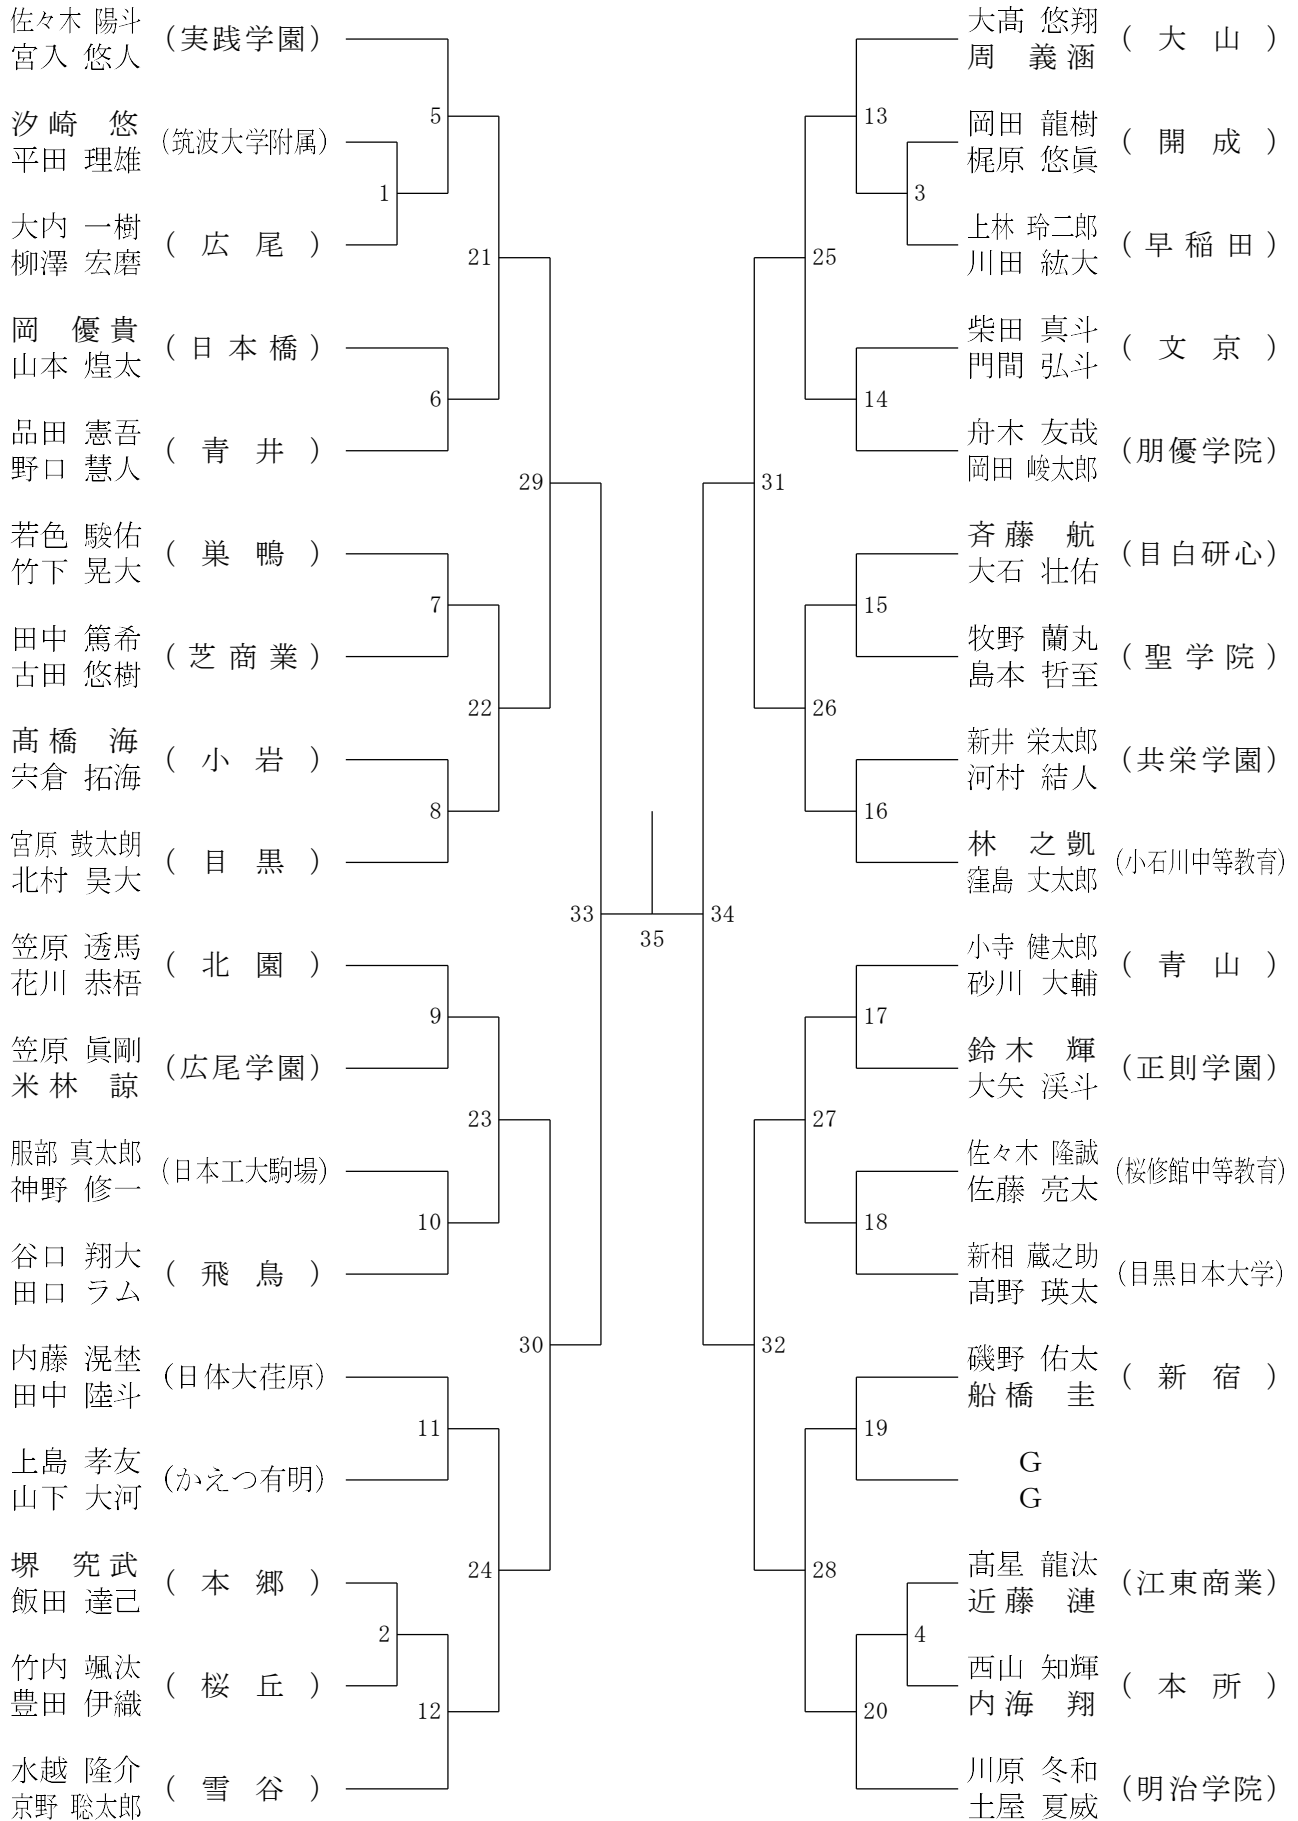 佐々木 陽斗
宮入 悠人
(実践学園)
汐崎 悠
平田 理雄
(筑波大学附属)
大内 一樹
柳澤 宏磨
(広尾)
岡 優貴
山本 煌太
(日本橋)
品田 憲吾
野口 慧人
(青井)
若色 駿佑
竹下 晃大
(巣鴨)
田中 篤希
古田 悠樹
(芝商業)
髙橋 海
宍倉 拓海
(小岩)
宮原 鼓太朗
北村 昊大
(目黒)
笠原 透馬
花川 恭梧
(北園)
笠原 眞剛
米林 諒
(広尾学園)
服部 真太郎
神野 修一
(日本工大駒場)
谷口 翔大
田口 ラム
(飛鳥)
内藤 滉埜
田中 陸斗
(日体大荏原)
上島 孝友
山下 大河
(かえつ有明)
堺 究武
飯田 達己
(本郷)
竹内 颯汰
豊田 伊織
(桜丘)
水越 隆介
京野 聡太郎
(雪谷)
1
2
5
6
7
8
9
10
11
12
21
22
23
24
29
30
33
35
34
31
32
25
26
27
28
13
14
15
16
17
18
19
20
3
4
大髙 悠翔
周 義涵
(大山)
岡田 龍樹
梶原 悠眞
(開成)
上林 玲二郎
川田 紘大
(早稲田)
柴田 真斗
門間 弘斗
(文京)
舟木 友哉
岡田 峻太郎
(朋優学院)
斉藤 航
大石 壮佑
(目白研心)
牧野 蘭丸
島本 哲至
(聖学院)
新井 栄太郎
河村 結人
(共栄学園)
林 之凱
窪島 丈太郎
(小石川中等教育)
小寺 健太郎
砂川 大輔
(青山)
鈴木 輝
大矢 渓斗
(正則学園)
佐々木 隆誠
佐藤 亮太
(桜修館中等教育)
新相 蔵之助
髙野 瑛太
(目黒日本大学)
磯野 佑太
船橋 圭
(新宿)
G
G
髙星 龍汰
近藤 漣
(江東商業)
西山 知輝
内海 翔
(本所)
川原 冬和
土屋 夏威
(明治学院)